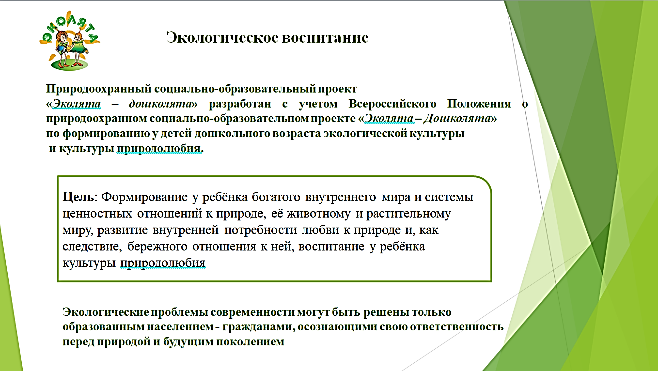 ЭКОЛЯТА
Экологическое воспитание
Природоохранный социально-образовательный проект
«Эколята – дошколята» разработан с учетом Всероссийского Положения о
природоохранном социально-образовательном проекте «Эколята – Дошколята»
по формированию у детей дошкольного возраста экологической культуры
и культуры природолюбия.
Цель: Формирование у ребёнка богатого внутреннего мира и системы
ценностных отношений к природе, её животному и растительному
миру, развитие внутренней потребности любви к природе и, как
следствие, бережного отношения к ней, воспитание у ребёнка
культуры природолюбия
Экологические проблемы современности могут быть решены только
образованным населением - гражданами, осознающими свою ответственность
перед природой и будущим поколением